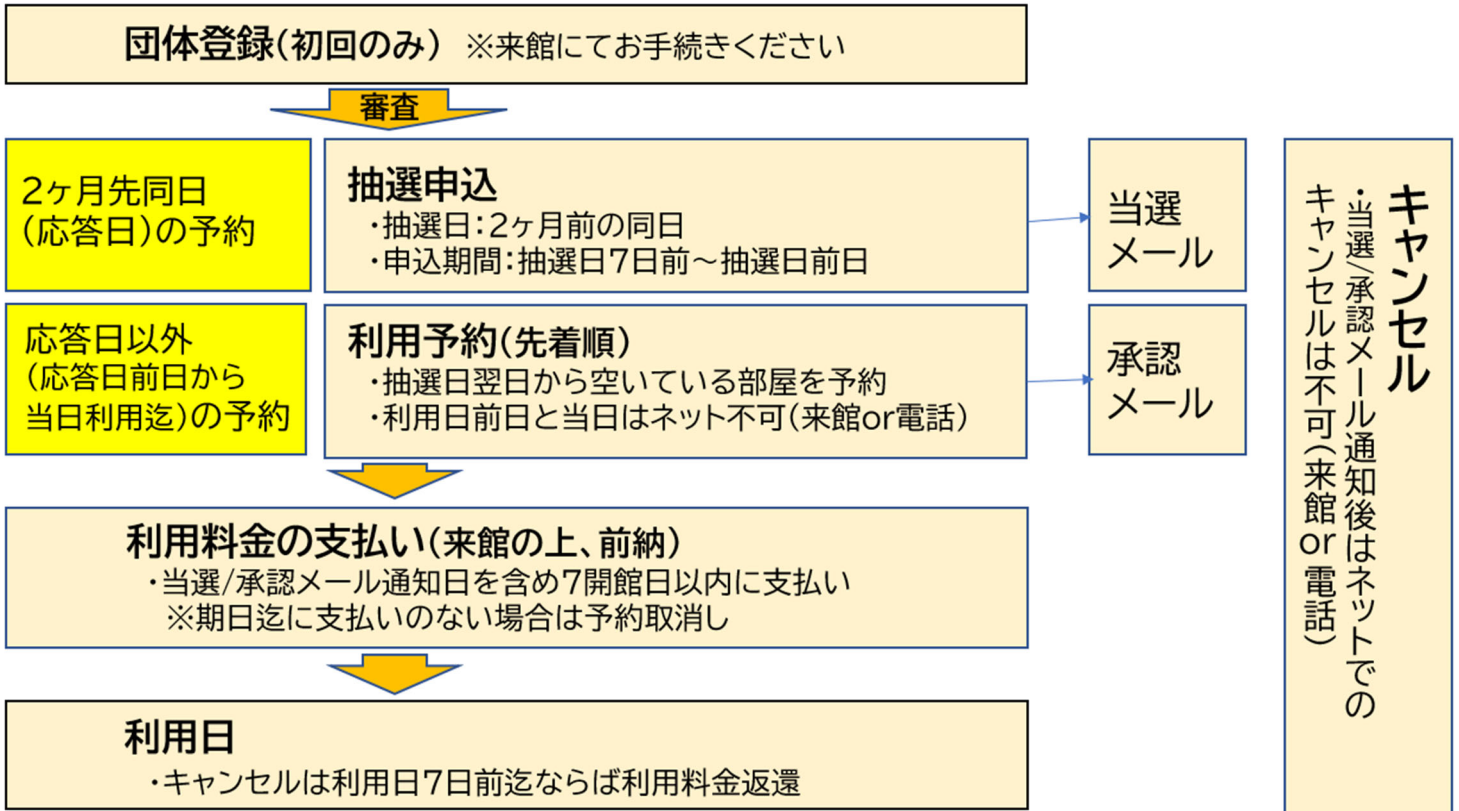 団体登録(初回のみ) ※来館にてお手続きください
審査
2ヶ月先同日
(応答日)の予約
抽選申込
・抽選日:2ヶ月前の同日
・申込期間:抽選日7日前～抽選日前日
当選
メール
応答日以外
(応答日前日から
当日利用迄)の予約
利用予約(先着順)
・抽選日翌日から空いている部屋を予約
・利用日前日と当日はネット不可(来館or電話)
承認
メール
利用料金の支払い(来館の上、前納)
・当選/承認メール通知日を含め7開館日以内に支払い
※期日迄に支払いのない場合は予約取消し
利用日
・キャンセルは利用日7日前迄ならば利用料金返還
キャンセル
・当選/承認メール通知後はネットでの
キャンセルは不可(来館or電話)